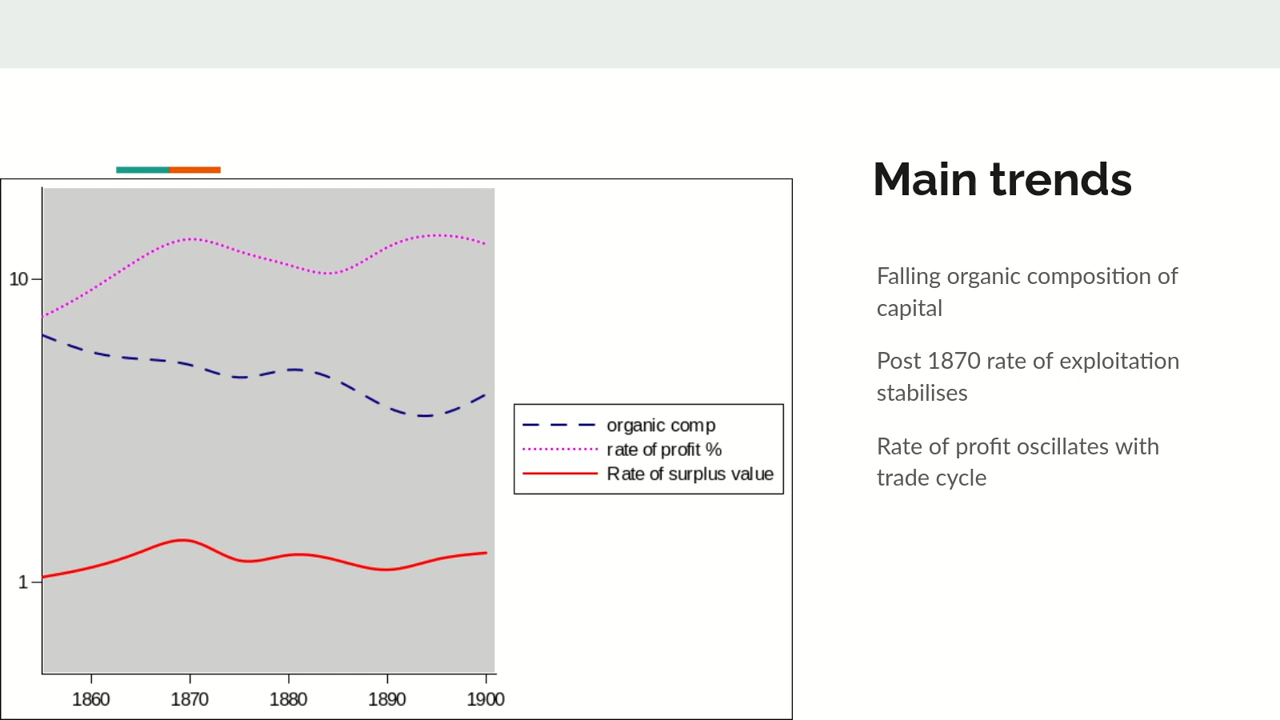 Main trends
Falling organic composition of
capital
Post 1870 rate of exploitation
stabilises
Rate of profit oscillates with
trade cycle
10
1
1860 1870 1880 1890 1900
organic comp
rate of profit %
Rate of surplus value